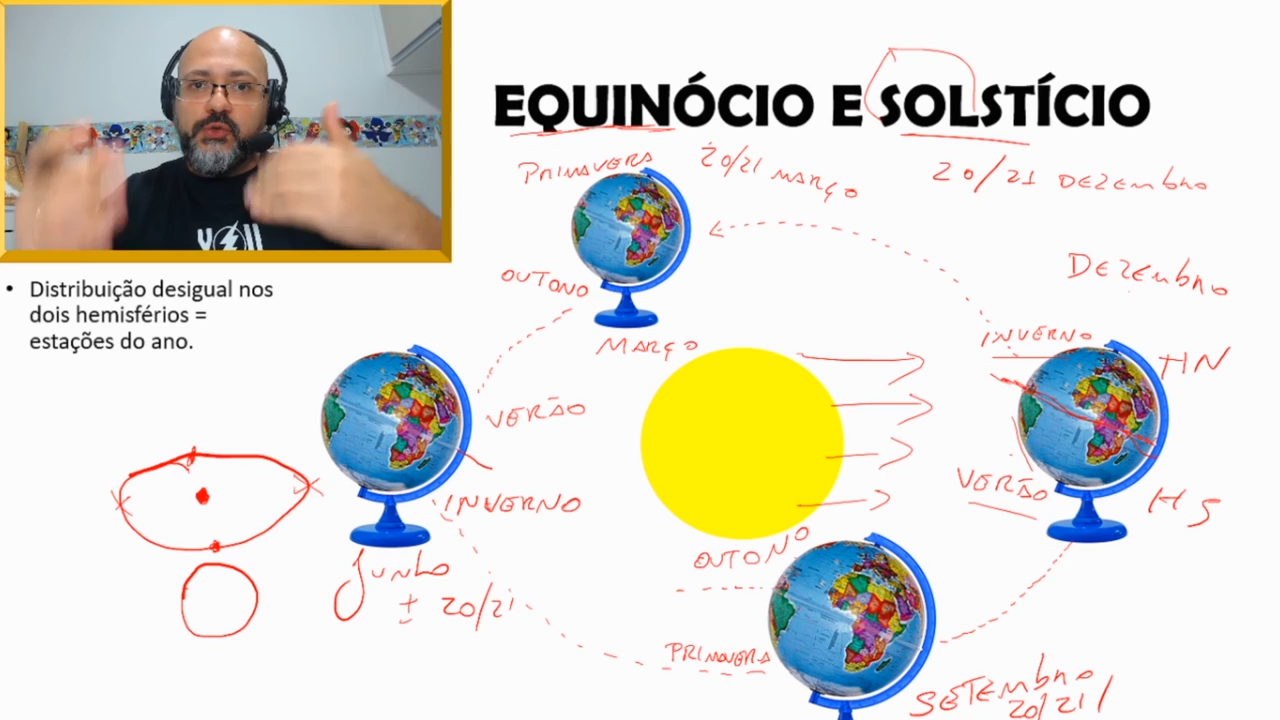 EQUINÓCIO E SOLSTÍCIO
PRIMAVERA
20/21 MARÇO
20/21 DEZEMBRO
• Distribuição desigual nos
dois hemisférios =
estações do ano.
OUTONO
MARÇO
DEZEMBRO
INVERNO
HN
VERÃO
VERÃO
HS
INVERNO
JUNHO
± 20/21
OUTONO
PRIMAVERA
SETEMBRO
20/21/